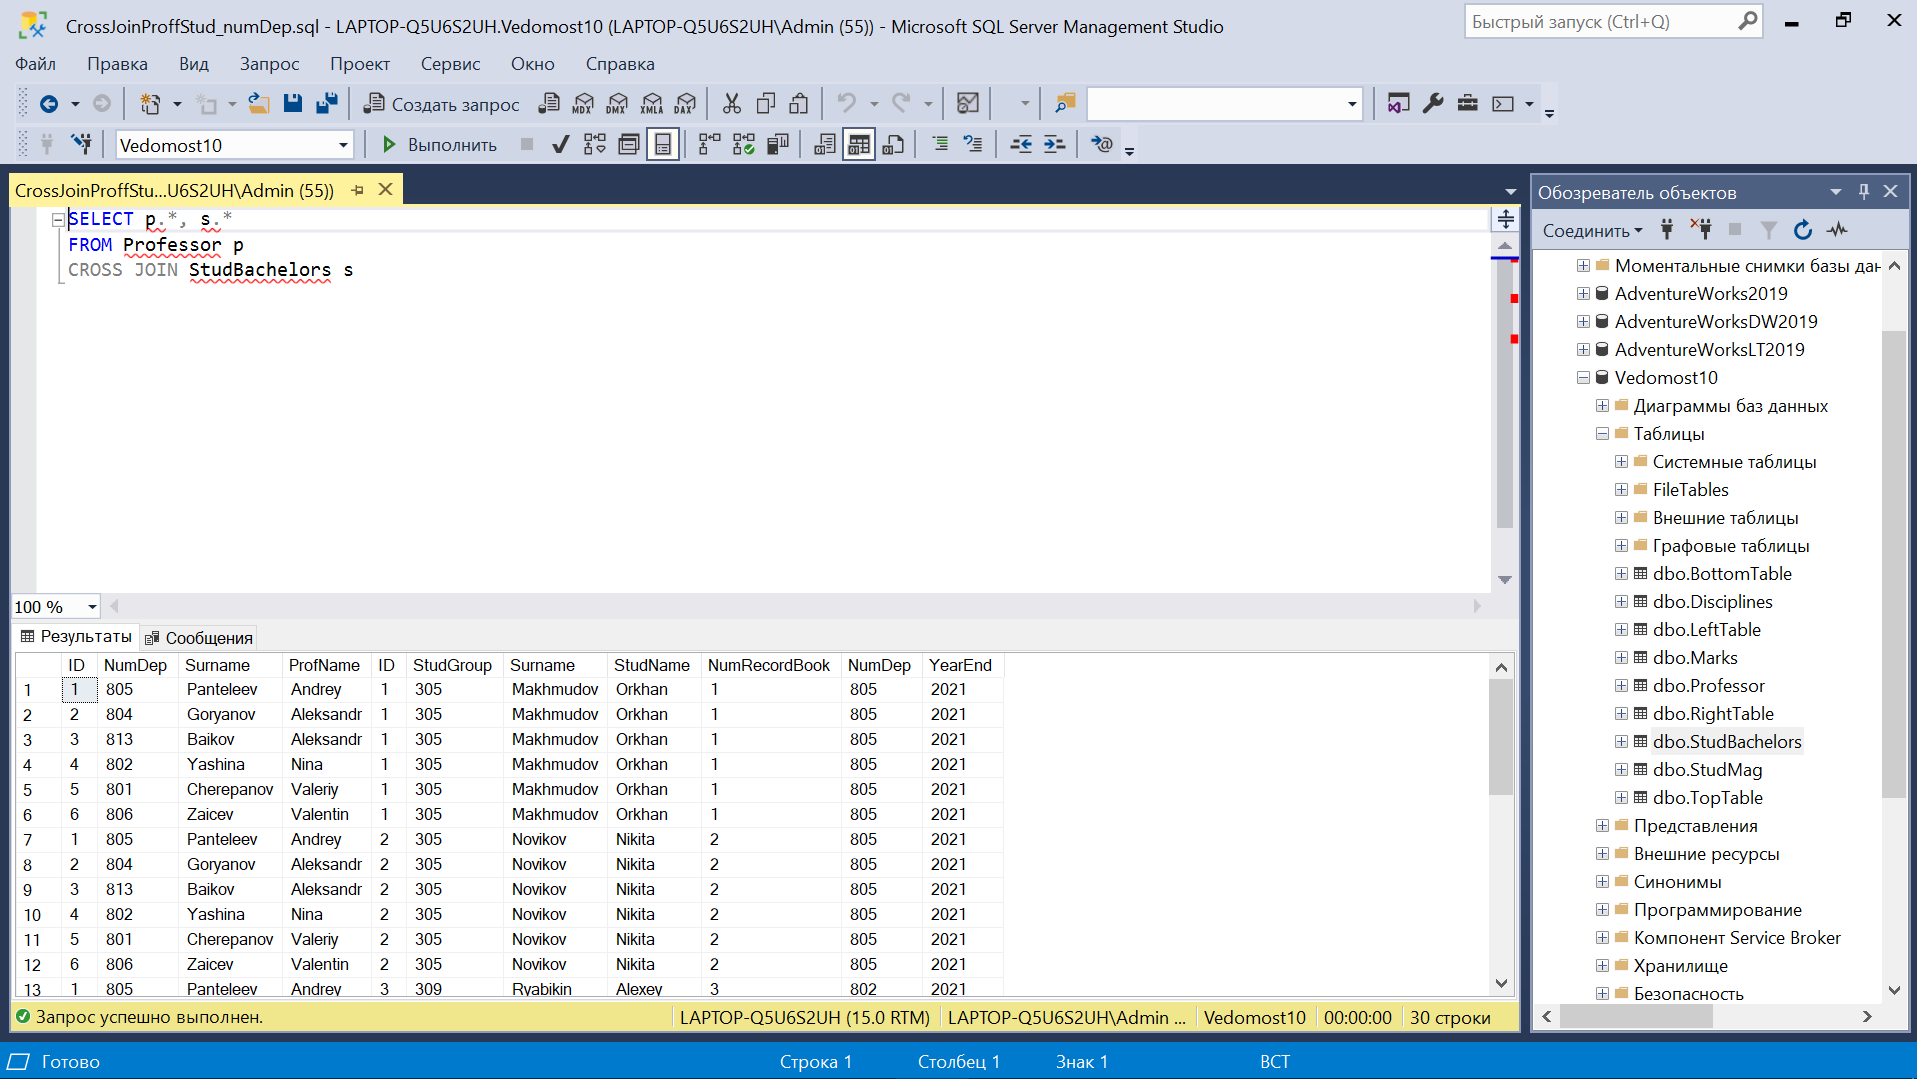 CrossJoinProffStud_numDep.sql - LAPTOP-Q5U6S2UH.Vedomost10 (LAPTOP-Q5U6S2UH\Admin (55)) - Microsoft SQL Server Management Studio
Быстрый запуск (Ctrl+Q)
Файл Правка Вид Запрос Проект Сервис Окно Справка
Создать запрос MDX DMX XMLA DAX
Vedomost10 Выполнить
CrossJoinProffStu...U6S2UH\Admin (55))
SELECT p.*, s.*
FROM Professor p
CROSS JOIN StudBachelors s
100 %
Результаты Сообщения
ID NumDep Surname ProfName ID StudGroup Surname StudName NumRecordBook NumDep YearEnd
1 1 805 Panteleev Andrey 1 305 Makhmudov Orkhan 1 805 2021
2 2 804 Goryanov Aleksandr 1 305 Makhmudov Orkhan 1 805 2021
3 3 813 Baikov Aleksandr 1 305 Makhmudov Orkhan 1 805 2021
4 4 802 Yashina Nina 1 305 Makhmudov Orkhan 1 805 2021
5 5 801 Cherepanov Valeriy 1 305 Makhmudov Orkhan 1 805 2021
6 6 806 Zaicev Valentin 1 305 Makhmudov Orkhan 1 805 2021
7 1 805 Panteleev Andrey 2 305 Novikov Nikita 2 805 2021
8 2 804 Goryanov Aleksandr 2 305 Novikov Nikita 2 805 2021
9 3 813 Baikov Aleksandr 2 305 Novikov Nikita 2 805 2021
10 4 802 Yashina Nina 2 305 Novikov Nikita 2 805 2021
11 5 801 Cherepanov Valeriy 2 305 Novikov Nikita 2 805 2021
12 6 806 Zaicev Valentin 2 305 Novikov Nikita 2 805 2021
13 1 805 Panteleev Andrey 3 309 Ryabikin Alexey 3 802 2021
Запрос успешно выполнен. LAPTOP-Q5U6S2UH (15.0 RTM) LAPTOP-Q5U6S2UH\Admin ... Vedomost10 00:00:00 30 строки
Обозреватель объектов
Соединить
Моментальные снимки базы дан
AdventureWorks2019
AdventureWorksDW2019
AdventureWorksLT2019
Vedomost10
Диаграммы баз данных
Таблицы
Системные таблицы
FileTables
Внешние таблицы
Графовые таблицы
dbo.BottomTable
dbo.Disciplines
dbo.LeftTable
dbo.Marks
dbo.Professor
dbo.RightTable
dbo.StudBachelors
dbo.StudMag
dbo.TopTable
Представления
Внешние ресурсы
Синонимы
Программирование
Компонент Service Broker
Хранилище
Безопасность
Готово Строка 1 Столбец 1 Знак 1 ВСТ